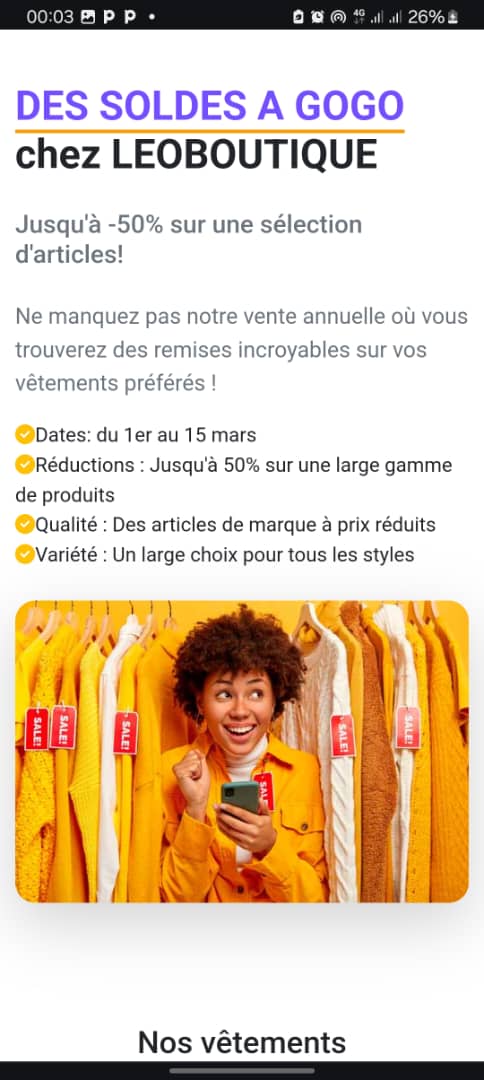 00:03
4G
26%
DES SOLDES A GOGO
chez LEOBOUTIQUE
Jusqu'à -50% sur une sélection
d'articles!
Ne manquez pas notre vente annuelle où vous
trouverez des remises incroyables sur vos
vêtements préférés !
Dates: du 1er au 15 mars
Réductions : Jusqu'à 50% sur une large gamme
de produits
Qualité : Des articles de marque à prix réduits
Variété : Un large choix pour tous les styles
SALE!
SALE!
SALE!
SALE!
SALE!
SALE
Nos vêtements